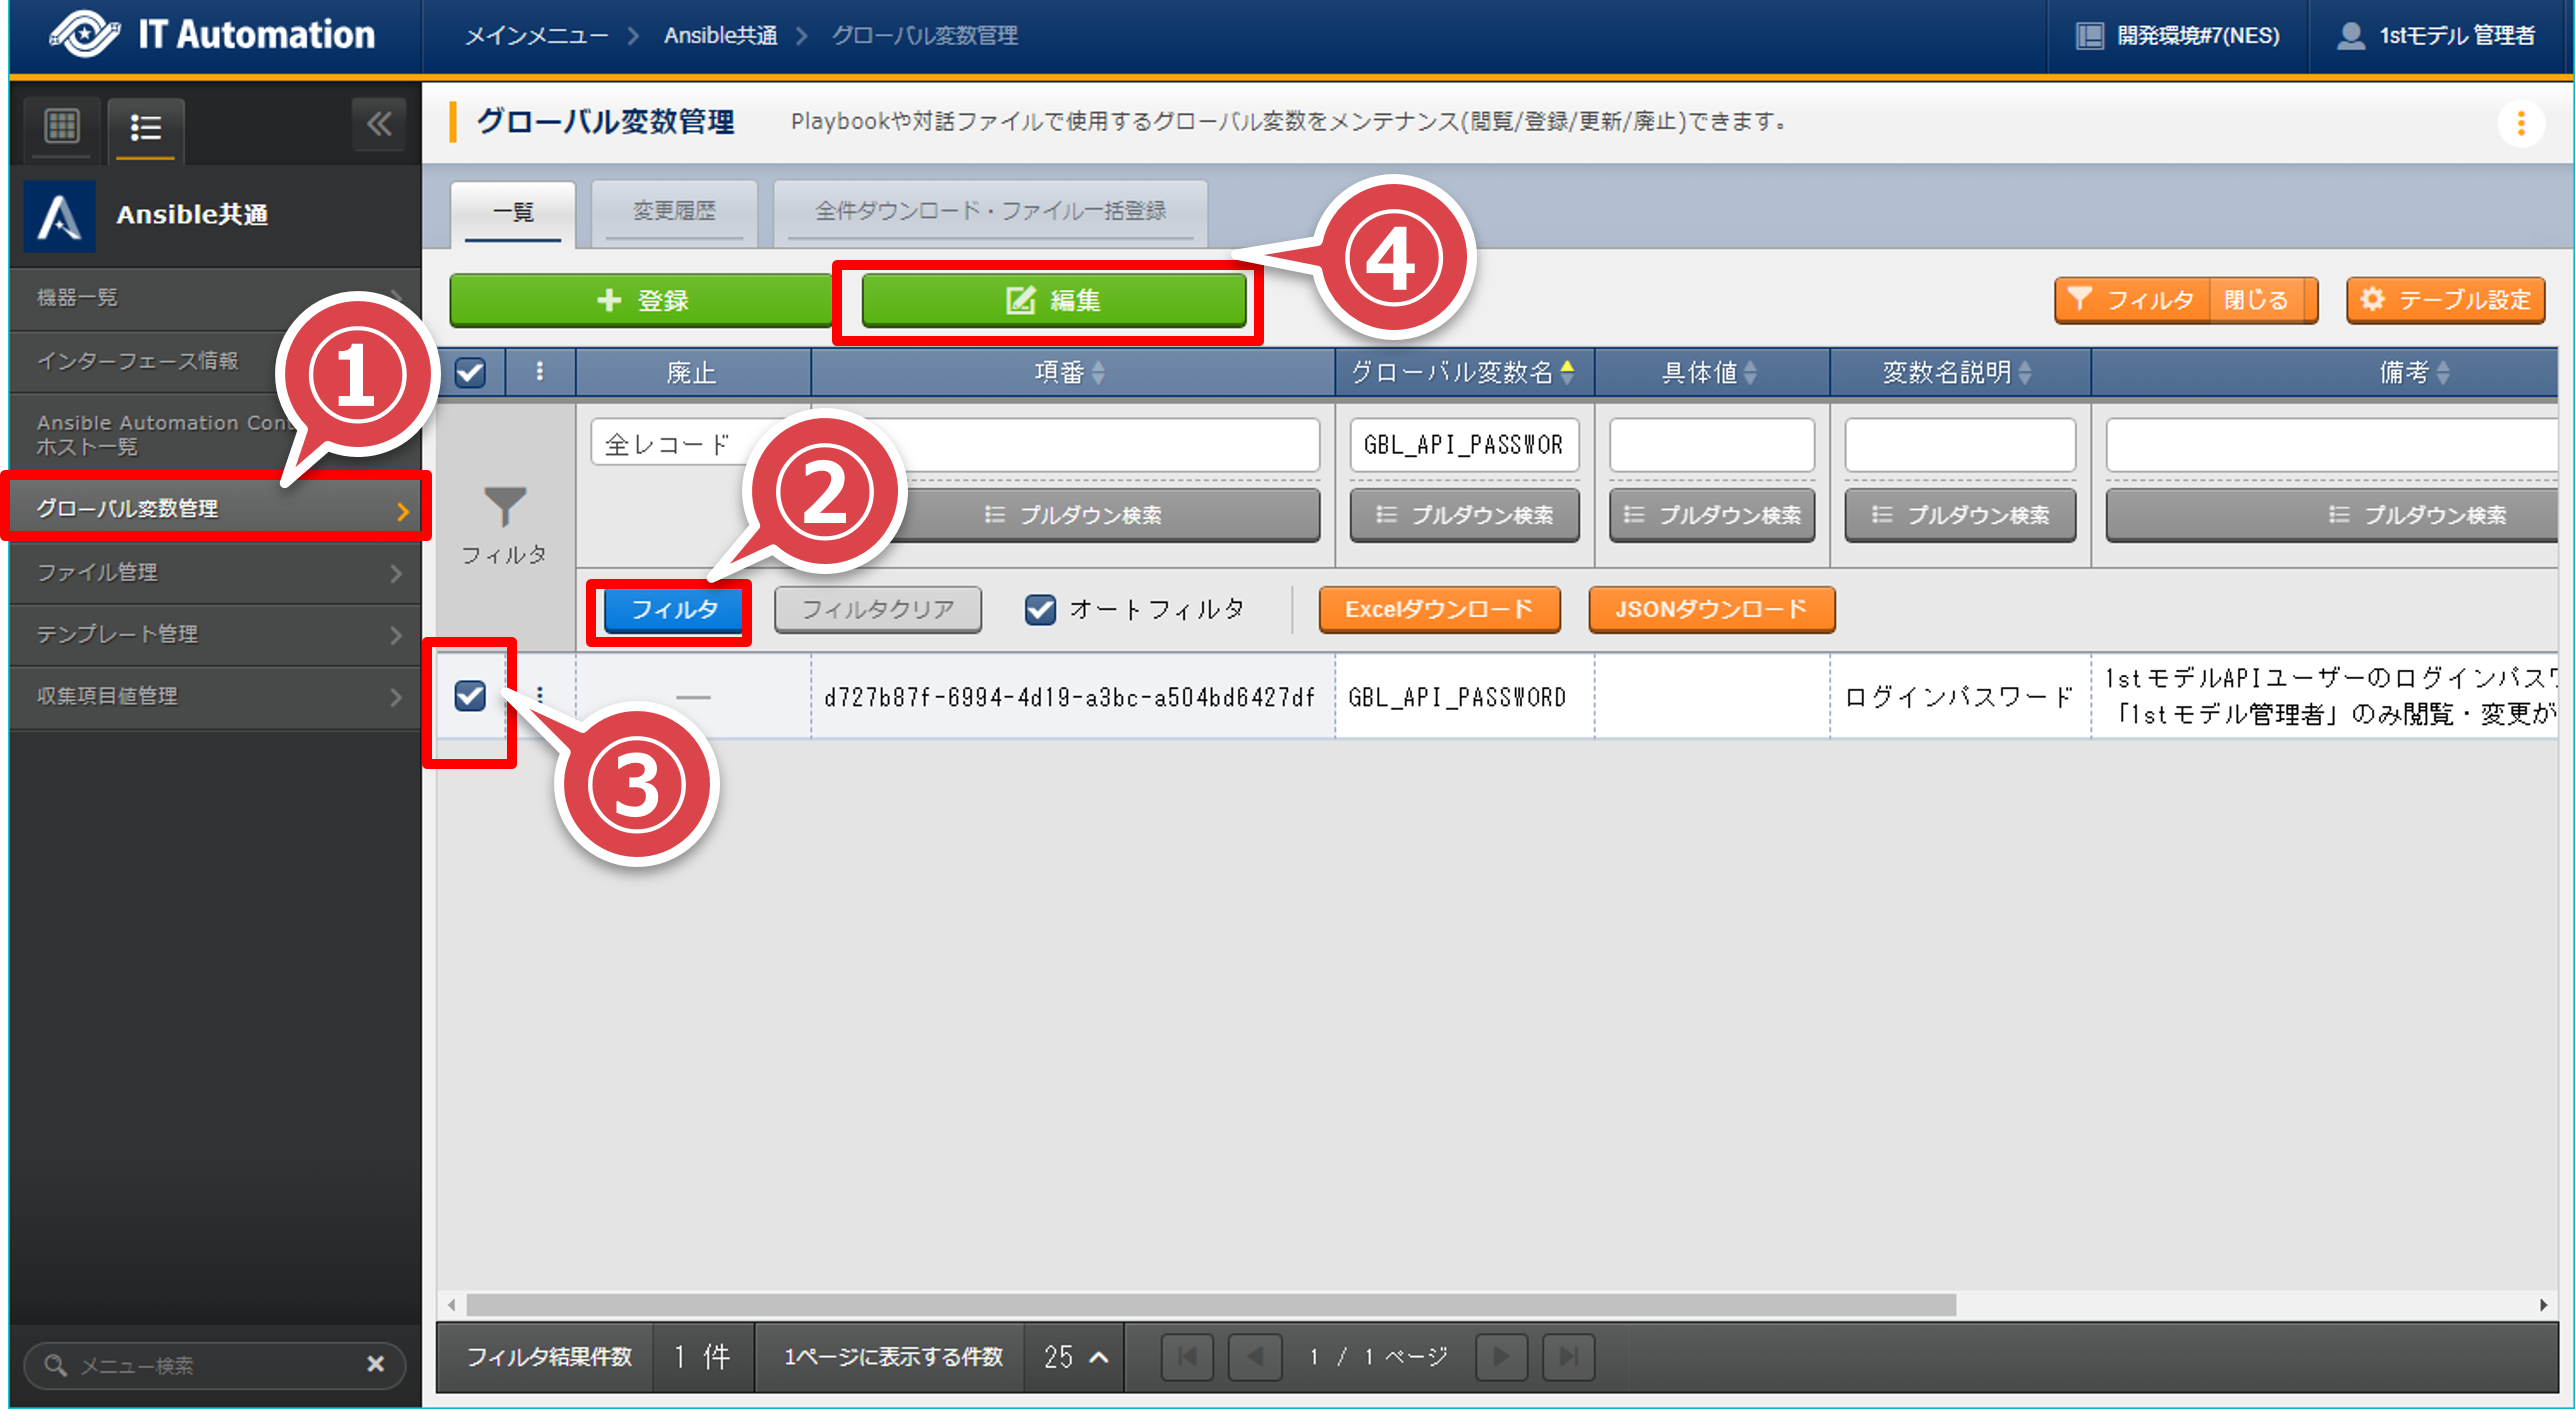 IT Automation
メインメニュー > Ansible共通 > グローバル変数管理
開発環境#7(NES)
1stモデル 管理者
グローバル変数管理
Playbookや対話ファイルで使用するグローバル変数をメンテナンス(閲覧/登録/更新/廃止)できます。
Ansible共通
機器一覧
インターフェース情報
Ansible Automation Con
ホスト一覧
グローバル変数管理
ファイル管理
テンプレート管理
収集項目値管理
メニュー検索
①
②
③
④
一覧
変更履歴
全件ダウンロード・ファイル一括登録
登録
編集
フィルタ 閉じる
テーブル設定
廃止 項番 グローバル変数名 具体値 変数名説明 備考
フィルタ
全レコード
GBL_API_PASSWOR
プルダウン検索 プルダウン検索 プルダウン検索 プルダウン検索 プルダウン検索
フィルタ フィルタクリア オートフィルタ Excelダウンロード JSONダウンロード
— d727b87f-6994-4d19-a3bc-a504bd6427df GBL_API_PASSWORD ログインパスワード
1stモデルAPIユーザーのログインパス
「1stモデル管理者」のみ閲覧・変更が
フィルタ結果件数 1 件 1ページに表示する件数 25 1 / 1 ページ